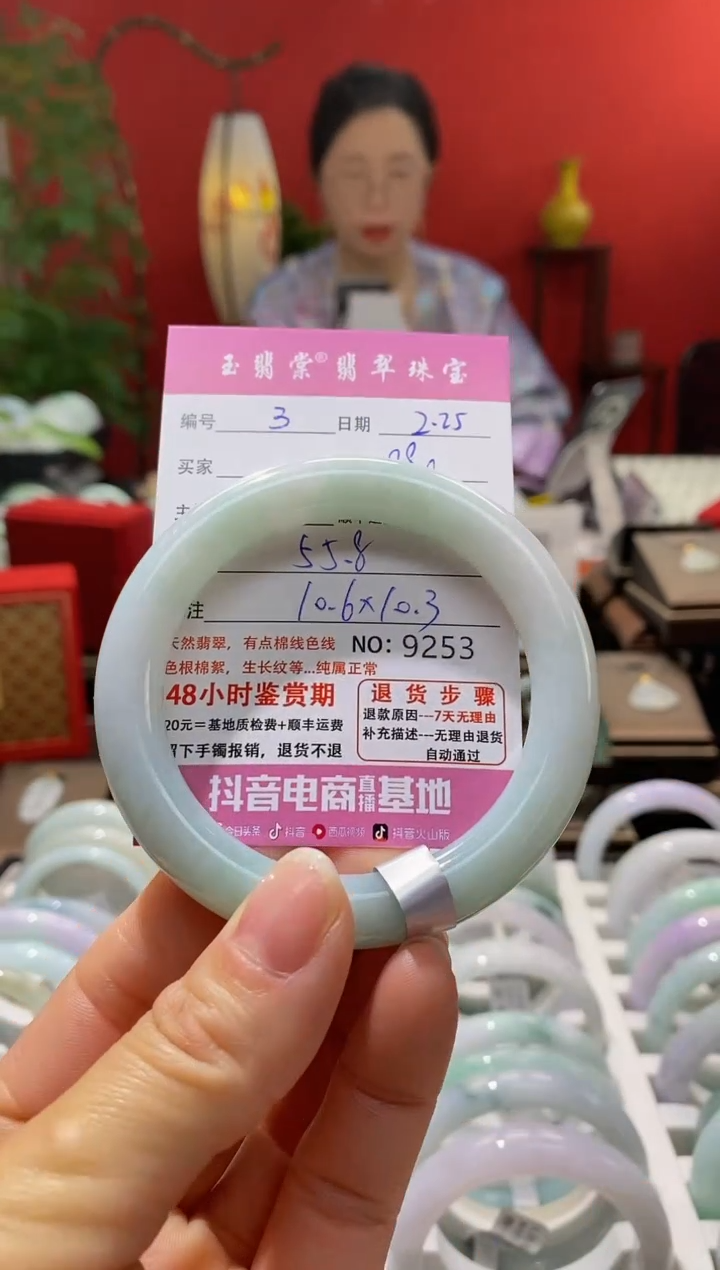 玉翡棠®翡翠珠宝
编号 3 日期 2.25
买家
55.8
注 10.6×10.3
天然翡翠，有点棉线色线 NO: 9253
色根棉絮，生长纹等...纯属正常
48小时鉴赏期
20元=基地质检费+顺丰运费
留下手镯报销，退货不退
退货步骤
退款原因---7天无理由
补充描述---无理由退货
自动通过
抖音电商直播基地
今日头条 抖音 西瓜视频 抖音火山版